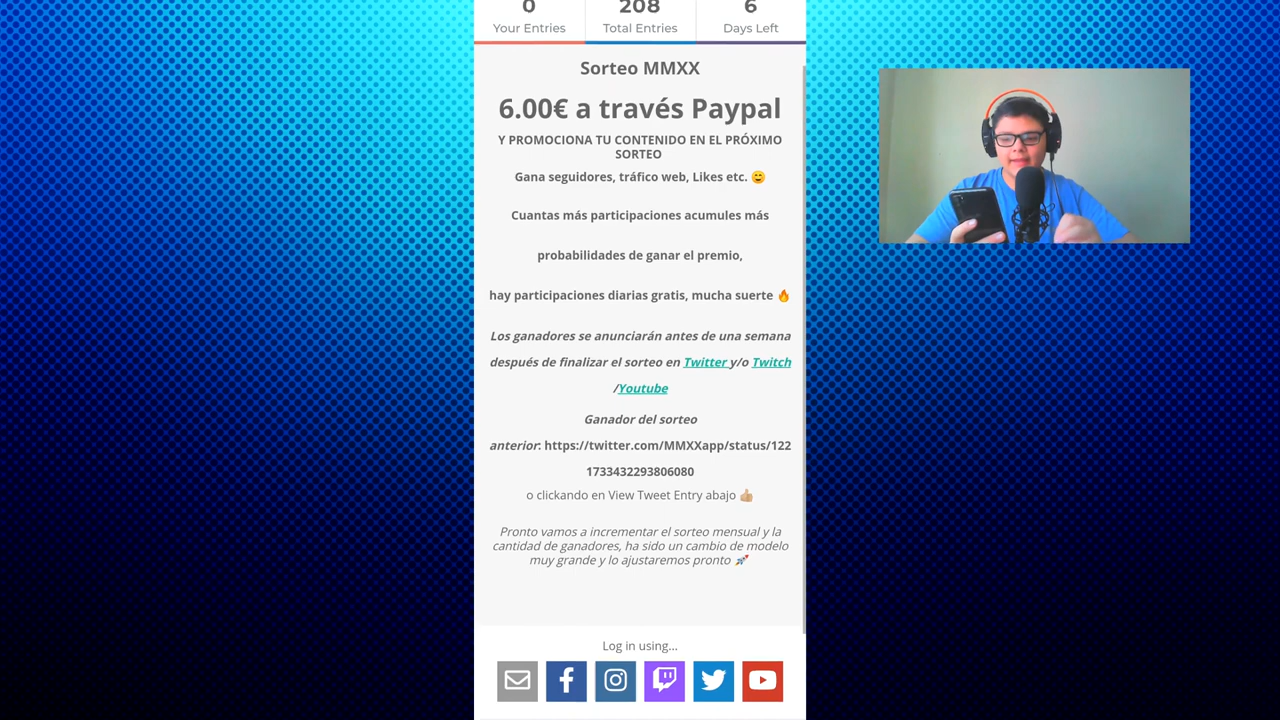 0 208 6
Your Entries Total Entries Days Left
Sorteo MMXX
6.00€ a través Paypal
Y PROMOCIONA TU CONTENIDO EN EL PRÓXIMO
SORTEO
Gana seguidores, tráfico web, Likes etc. 😄
Cuantas más participaciones acumules más
probabilidades de ganar el premio,
hay participaciones diarias gratis, mucha suerte 🔥
Los ganadores se anunciarán antes de una semana
después de finalizar el sorteo en Twitter y/o Twitch
/Youtube
Ganador del sorteo
anterior: https://twitter.com/MMXXapp/status/122
1733432293806080
o clickando en View Tweet Entry abajo 👍🏼
Pronto vamos a incrementar el sorteo mensual y la
cantidad de ganadores, ha sido un cambio de modelo
muy grande y lo ajustaremos pronto 🚀
Log in using...